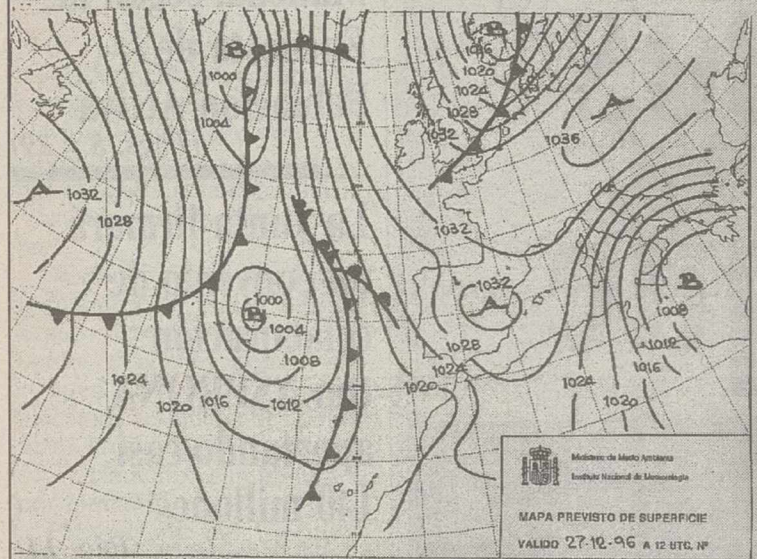 B
B
1016
1000
1020
1024
A
1004
1028
1032
1036
A
1032
1028
1032
1032
A
B
1000
B
1004
1008
1008
1028
1012
1024
1016
1024
1020
1016
1012
1020
1024
1020
Ministerio de Medio Ambiente
Instituto Nacional de Meteorología
MAPA PREVISTO DE SUPERFICIE
VALIDO 27-12-96 A 12 UTC. Nº